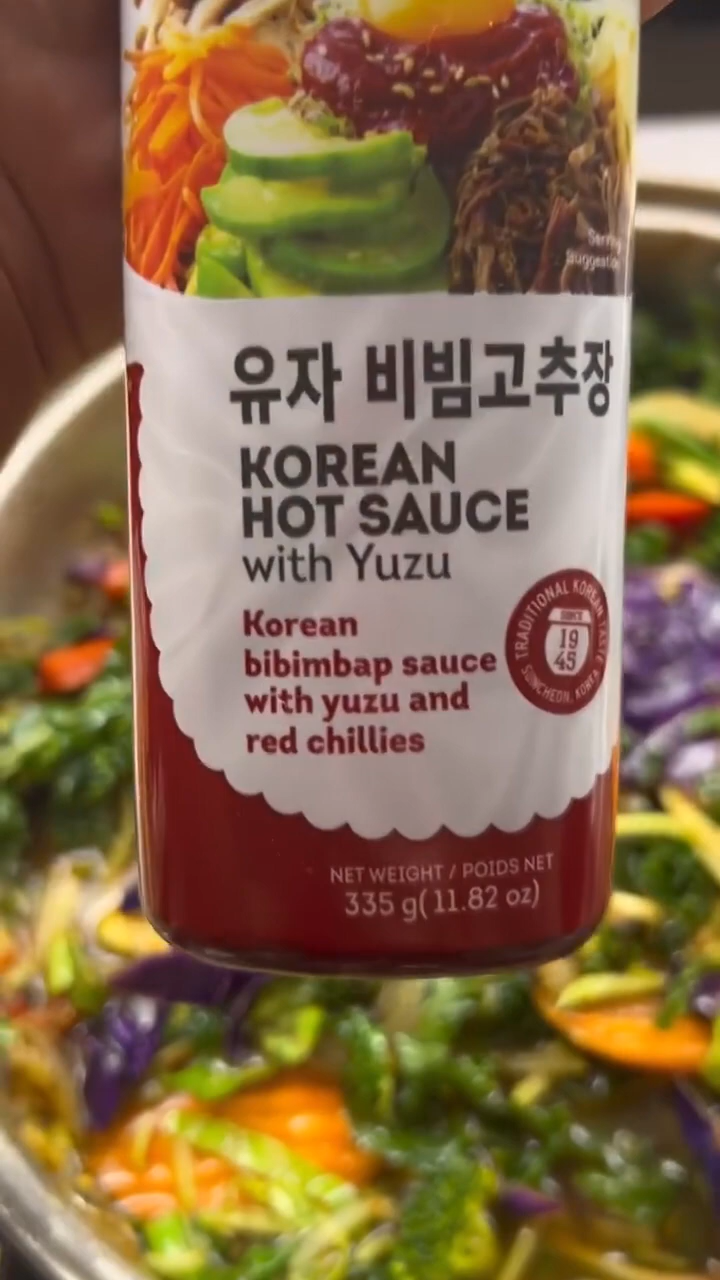 Serving
Suggestion
유자 비빔고추장
KOREAN
HOT SAUCE
with Yuzu
Korean
bibimbap sauce
with yuzu and
red chillies
TRADITIONAL KOREAN TASTE
SINCE
19
45
SUNCHEON, KOREA
NET WEIGHT / POIDS NET
335 g( 11.82 oz)